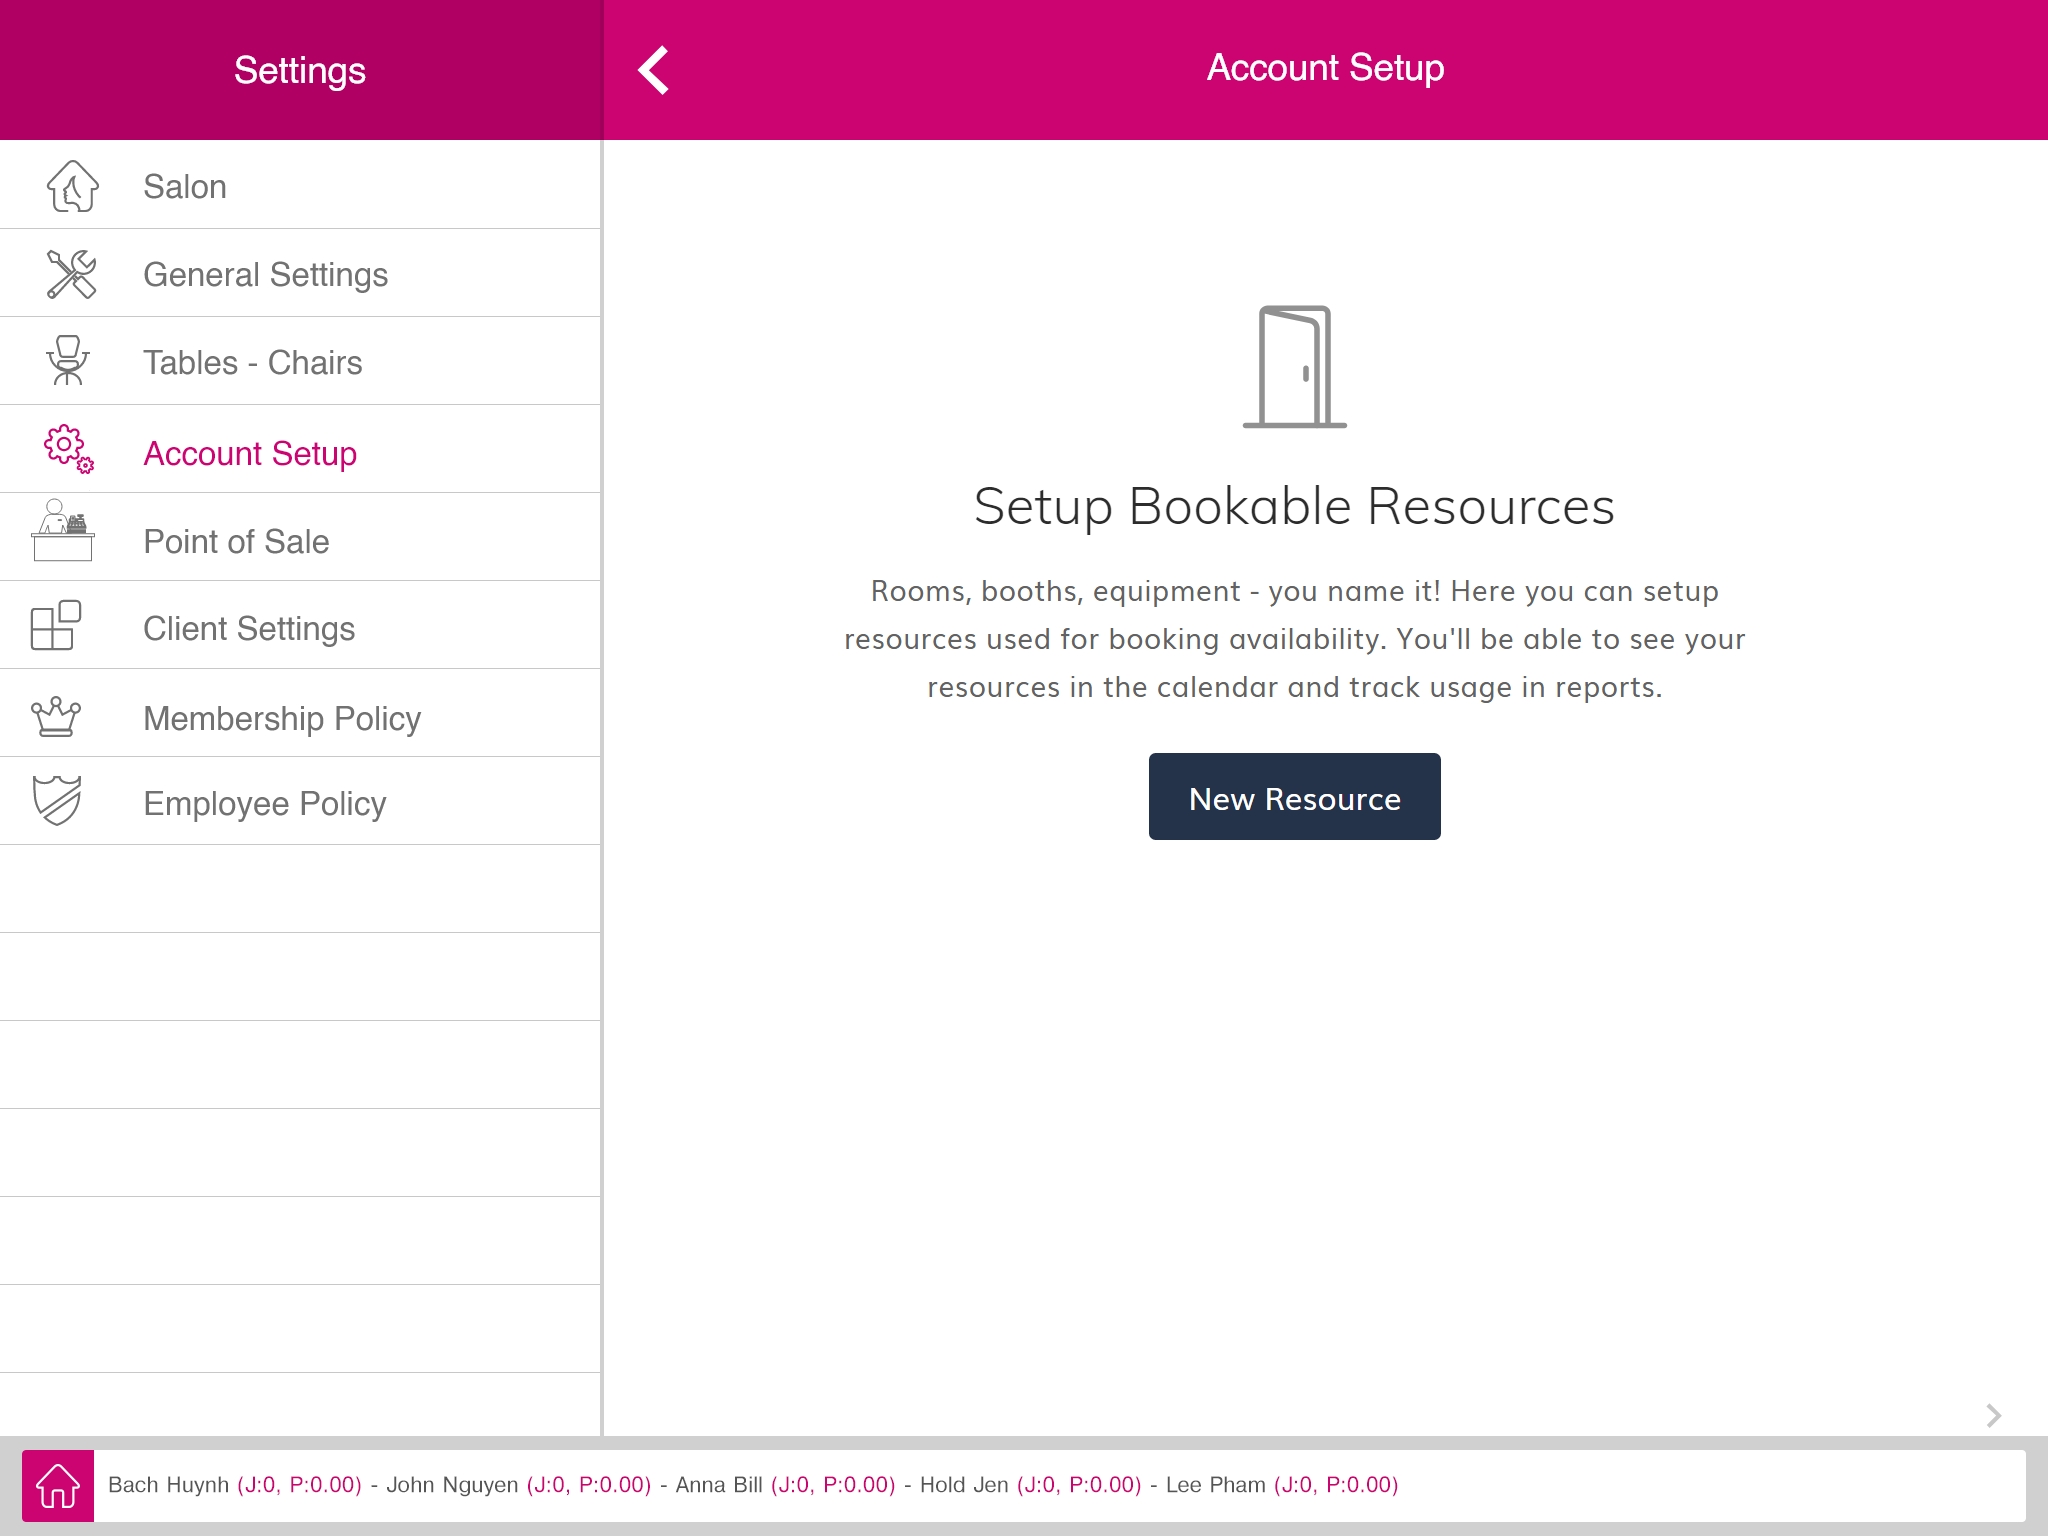 Settings
Account Setup
Salon
General Settings
Tables - Chairs
Account Setup
Point of Sale
Client Settings
Membership Policy
Employee Policy
Setup Bookable Resources
Rooms, booths, equipment - you name it! Here you can setup
resources used for booking availability. You'll be able to see your
resources in the calendar and track usage in reports.
New Resource
Bach Huynh (J:0, P:0.00) - John Nguyen (J:0, P:0.00) - Anna Bill (J:0, P:0.00) - Hold Jen (J:0, P:0.00) - Lee Pham (J:0, P:0.00)